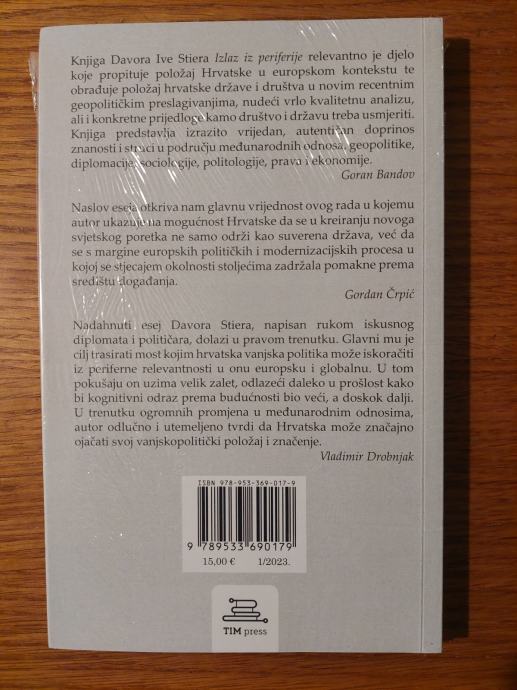 Knjiga Davora Ive Stiera Izlaz iz periferije relevantno je djelo
koje propituje položaj Hrvatske u europskom kontekstu te
obrađuje položaj hrvatske države i društva u novim recentnim
geopolitičkim preslagivanjima, nudeći vrlo kvalitetnu analizu,
ali i konkretne prijedloge kamo društvo i državu treba usmjeriti.
Knjiga predstavlja izrazito vrijedan, autentičan doprinos
znanosti i struci u području međunarodnih odnosa, geopolitike,
diplomacije, sociologije, politologije, prava i ekonomije.
Goran Bandov
Naslov eseja otkriva nam glavnu vrijednost ovog rada u kojemu
autor ukazuje na mogućnost Hrvatske da se u kreiranju novoga
svjetskog poretka ne samo održi kao suverena država, već da
se s margine europskih političkih i modernizacijskih procesa u
kojoj se stjecajem okolnosti stoljećima zadržala pomakne prema
središtu događanja.
Gordan Črpić
Nadahnuti esej Davora Stiera, napisan rukom iskusnog
diplomata i političara, dolazi u pravom trenutku. Glavni mu je
cilj trasirati most kojim hrvatska vanjska politika može iskoračiti
iz periferne relevantnosti u onu europsku i globalnu. U tom
pokušaju on uzima velik zalet, odlazeći daleko u prošlost kako
bi kognitivni odraz prema budućnosti bio veći, a doskok dalji.
U trenutku ogromnih promjena u međunarodnim odnosima,
autor odlučno i utemeljeno tvrdi da Hrvatska može značajno
ojačati svoj vanjskopolitički položaj i značenje.
Vladimir Drobnjak
ISBN 978-953-369-017-9
9 789533 690179
15,00 € 1/2023.
TIM press